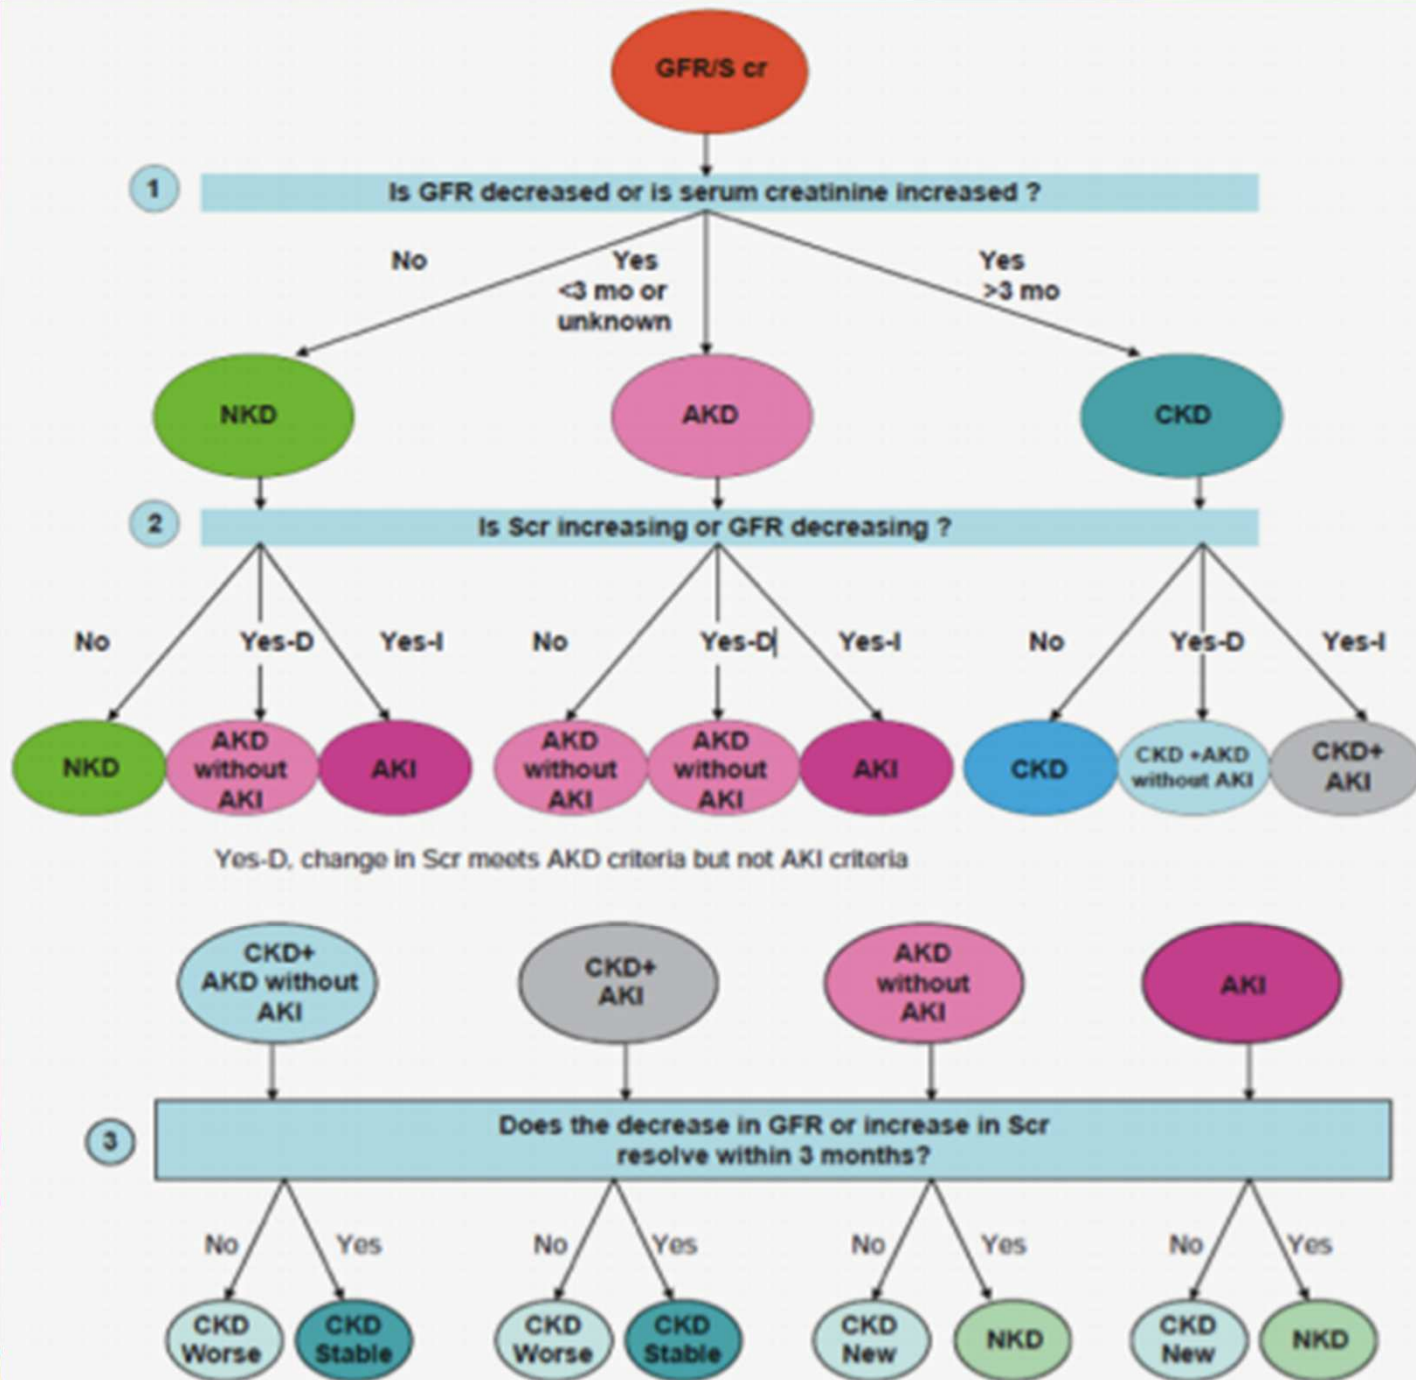 GFR/S cr
1
Is GFR decreased or is serum creatinine increased ?
No
Yes
<3 mo or
unknown
Yes
>3 mo
NKD
AKD
CKD
2
Is Scr increasing or GFR decreasing ?
No
Yes-D
Yes-I
No
Yes-D
Yes-I
No
Yes-D
Yes-I
NKD
AKD
without
AKI
AKI
AKD
without
AKI
AKD
without
AKI
AKI
CKD
CKD +AKD
without AKI
CKD+
AKI
Yes-D, change in Scr meets AKD criteria but not AKI criteria
CKD+
AKD without
AKI
CKD+
AKI
AKD
without
AKI
AKI
3
Does the decrease in GFR or increase in Scr
resolve within 3 months?
No
Yes
No
Yes
No
Yes
No
Yes
CKD
Worse
CKD
Stable
CKD
Worse
CKD
Stable
CKD
New
NKD
CKD
New
NKD